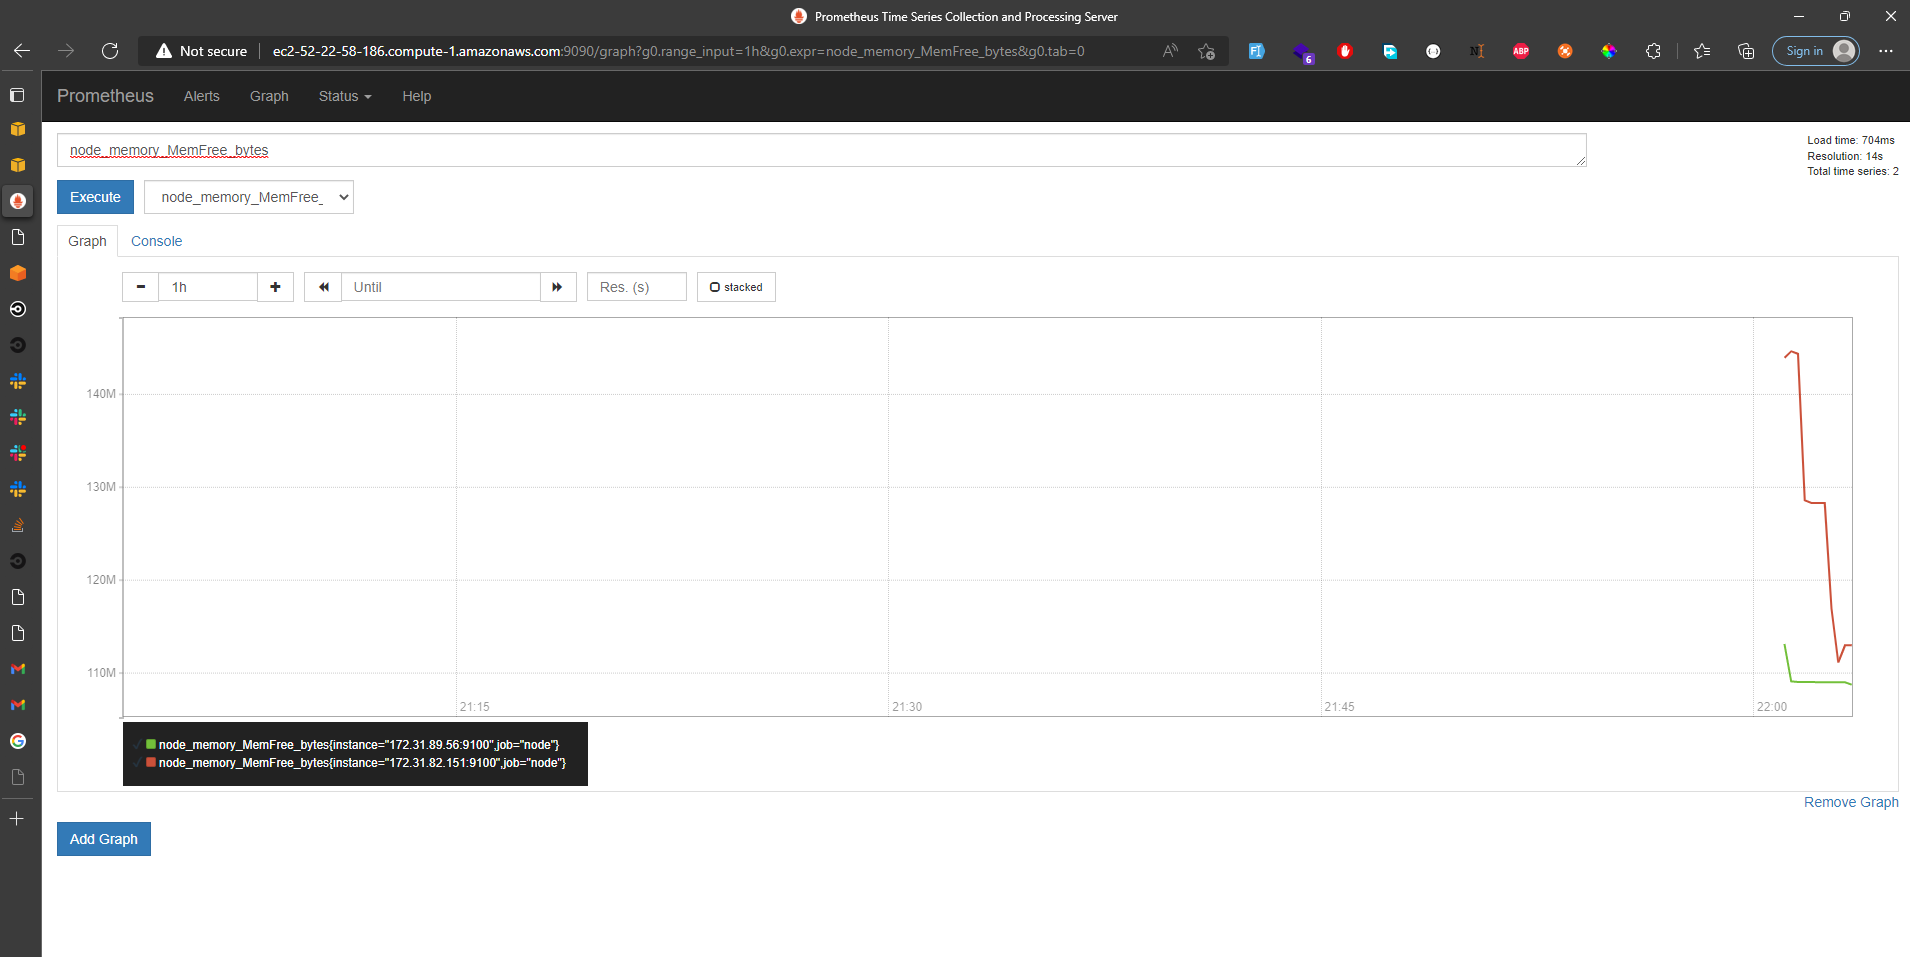 Prometheus Time Series Collection and Processing Server
Not secure
ec2-52-22-58-186.compute-1.amazonaws.com:9090/graph?g0.range_input=1h&g0.expr=node_memory_MemFree_bytes&g0.tab=0
6
ABP
Sign in
Prometheus
Alerts
Graph
Status
Help
node_memory_MemFree_bytes
Load time: 704ms
Resolution: 14s
Total time series: 2
Execute
node_memory_MemFree_
Graph
Console
1h
Until
Res. (s)
stacked
140M
130M
120M
110M
21:15
21:30
21:45
22:00
node_memory_MemFree_bytes{instance="172.31.89.56:9100",job="node"}
node_memory_MemFree_bytes{instance="172.31.82.151:9100",job="node"}
Remove Graph
Add Graph